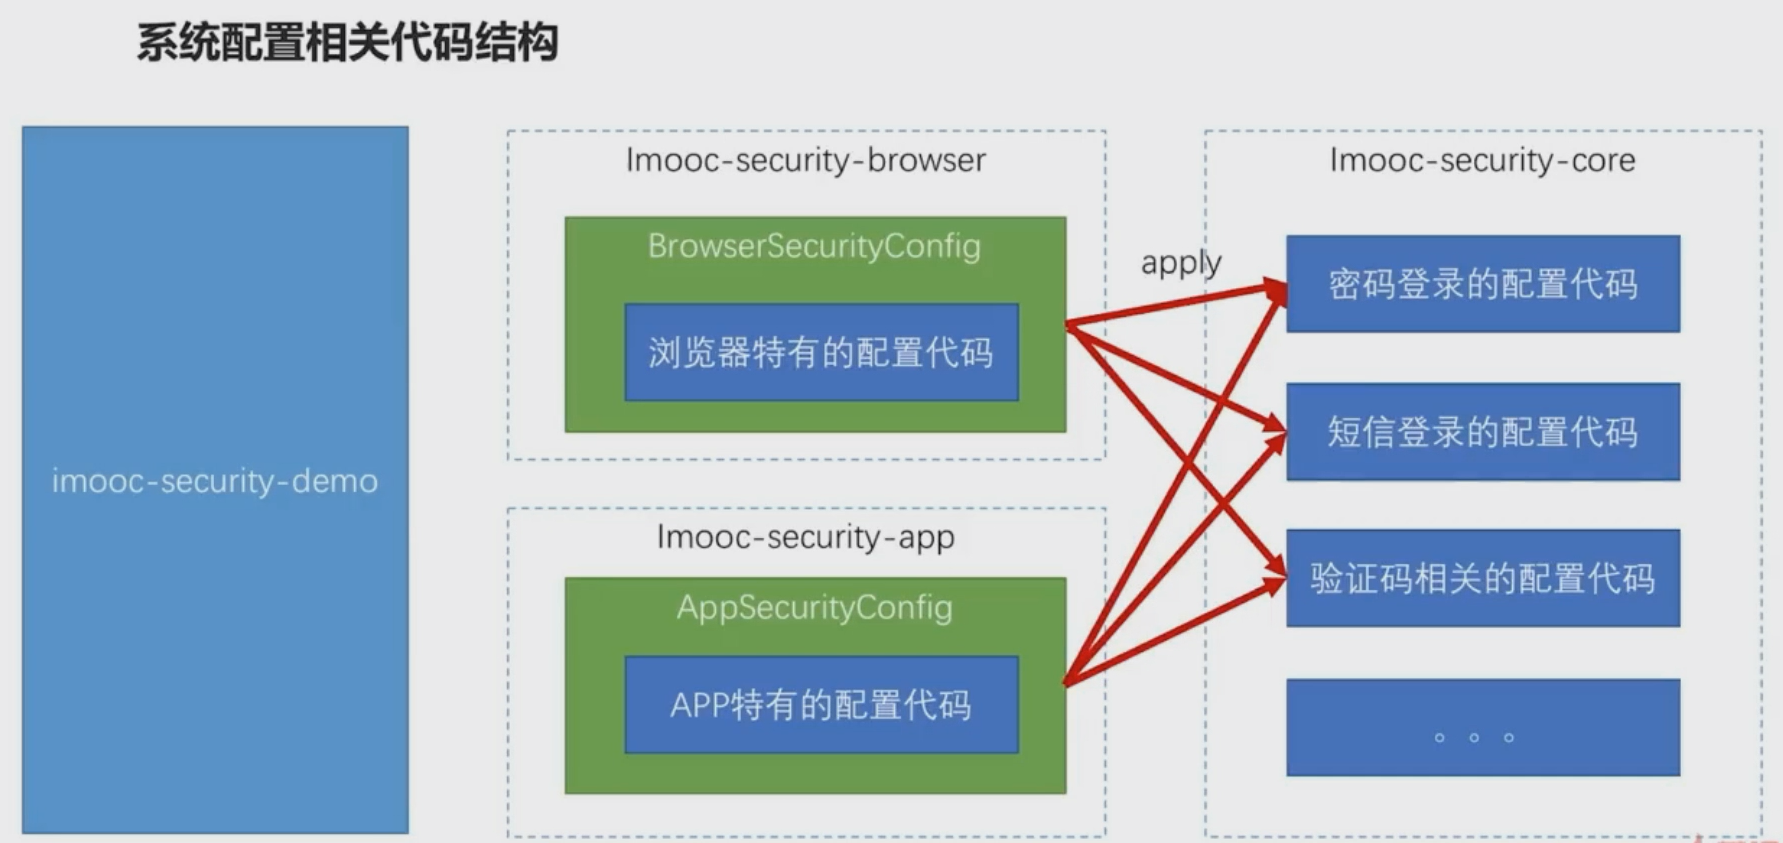 系统配置相关代码结构
imooc-security-demo
Imooc-security-browser
BrowserSecurityConfig
浏览器特有的配置代码
Imooc-security-app
AppSecurityConfig
APP特有的配置代码
apply
Imooc-security-core
密码登录的配置代码
短信登录的配置代码
验证码相关的配置代码
。。。